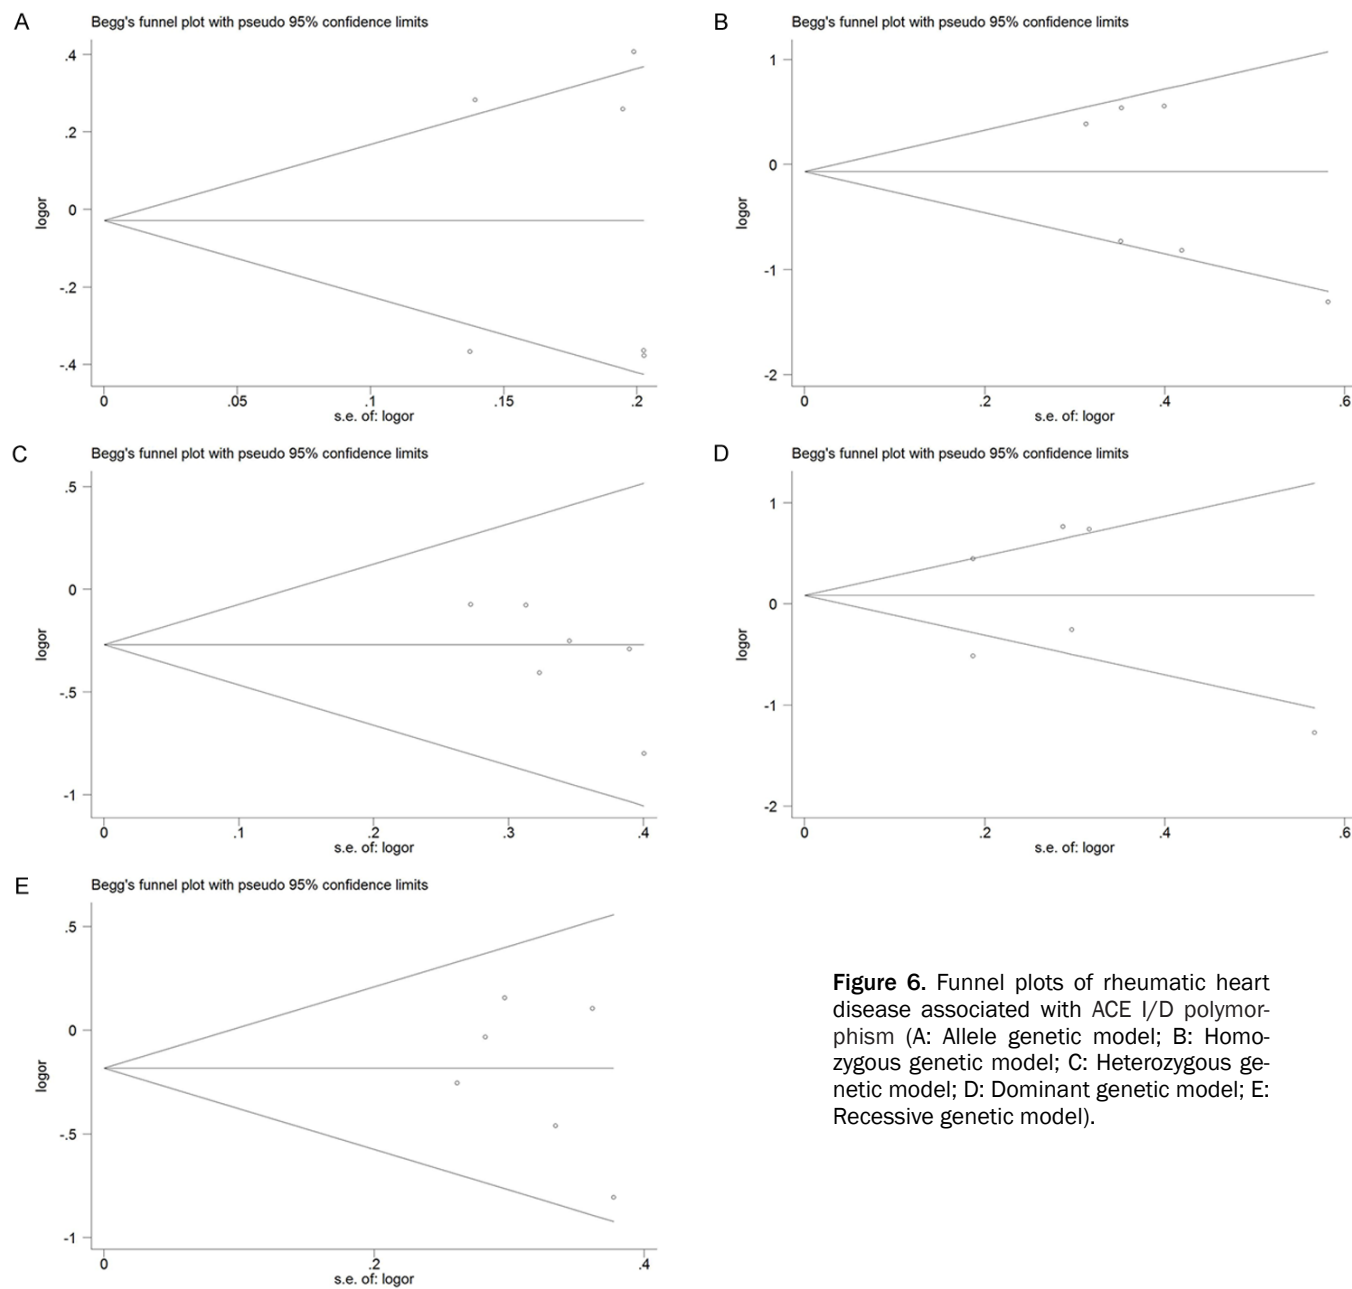 A
Begg's funnel plot with pseudo 95% confidence limits
.4
.2
0
-.2
-.4
logor
0 .05 .1 .15 .2
s.e. of: logor
B
Begg's funnel plot with pseudo 95% confidence limits
1
0
-1
-2
logor
0 .2 .4 .6
s.e. of: logor
C
Begg's funnel plot with pseudo 95% confidence limits
.5
0
-.5
-1
logor
0 .1 .2 .3 .4
s.e. of: logor
D
Begg's funnel plot with pseudo 95% confidence limits
1
0
-1
-2
logor
0 .2 .4 .6
s.e. of: logor
E
Begg's funnel plot with pseudo 95% confidence limits
.5
0
-.5
-1
logor
0 .2 .4
s.e. of: logor
Figure 6. Funnel plots of rheumatic heart
disease associated with ACE I/D polymor-
phism (A: Allele genetic model; B: Homo-
zygous genetic model; C: Heterozygous ge-
netic model; D: Dominant genetic model; E:
Recessive genetic model).